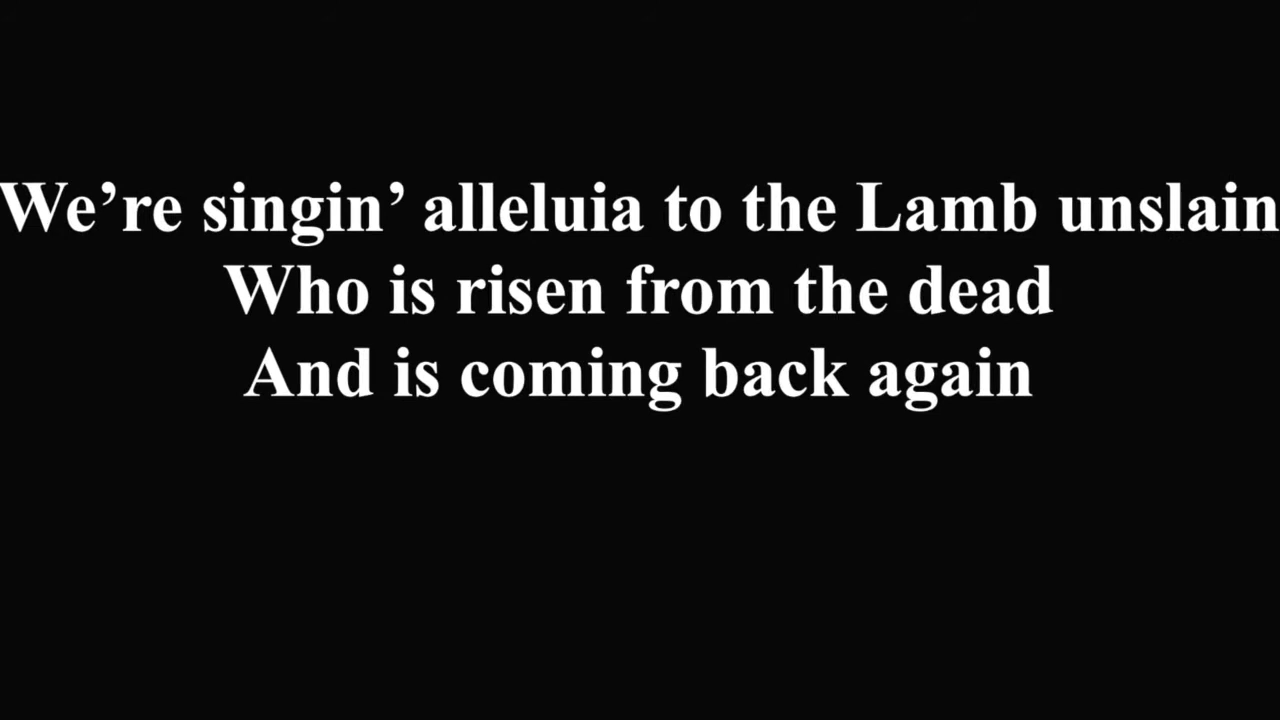 We’re singin’ alleluia to the Lamb unslain
Who is risen from the dead
And is coming back again